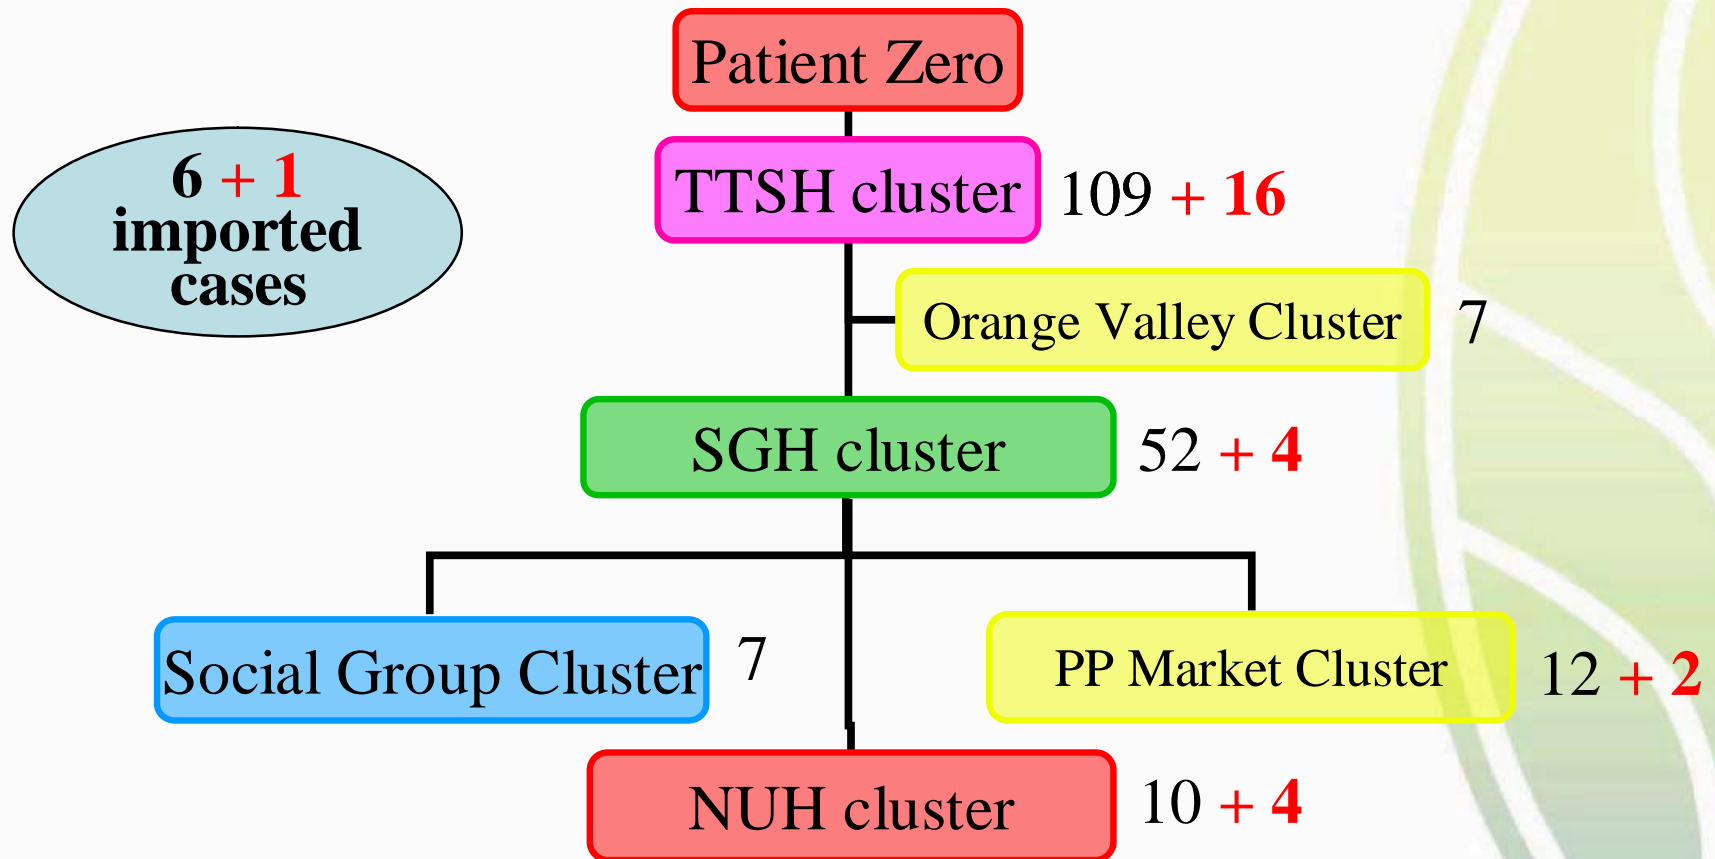 Patient Zero
6 + 1
imported
cases
TTSH cluster 109 + 16
Orange Valley Cluster 7
SGH cluster 52 + 4
Social Group Cluster 7
PP Market Cluster 12 + 2
NUH cluster 10 + 4